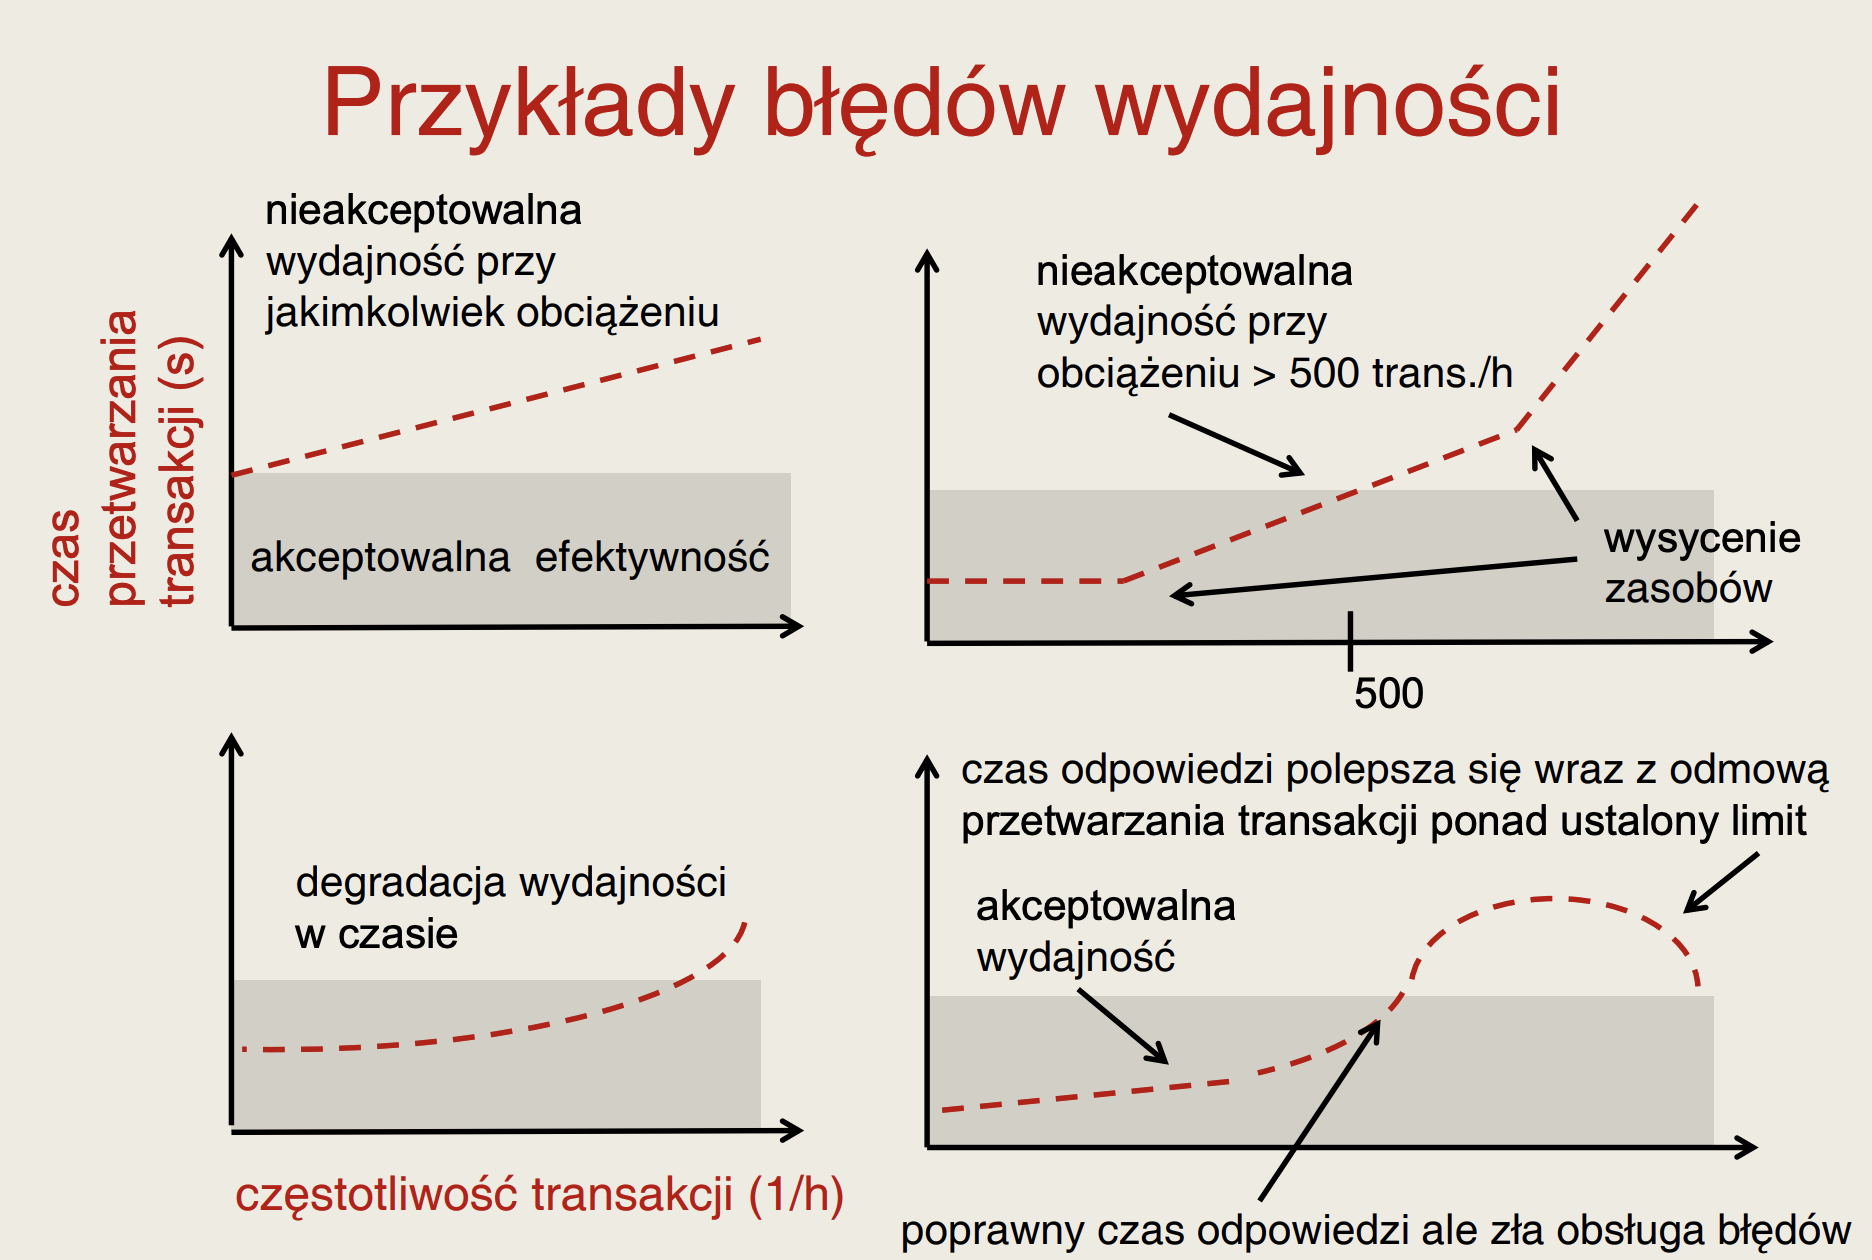 Przykłady błędów wydajności
nieakceptowalna
wydajność przy
jakimkolwiek obciążeniu
czas
przetwarzania
transakcji (s)
akceptowalna efektywność
nieakceptowalna
wydajność przy
obciążeniu > 500 trans./h
wysycenie
zasobów
500
degradacja wydajności
w czasie
częstotliwość transakcji (1/h)
czas odpowiedzi polepsza się wraz z odmową
przetwarzania transakcji ponad ustalony limit
akceptowalna
wydajność
poprawny czas odpowiedzi ale zła obsługa błędów